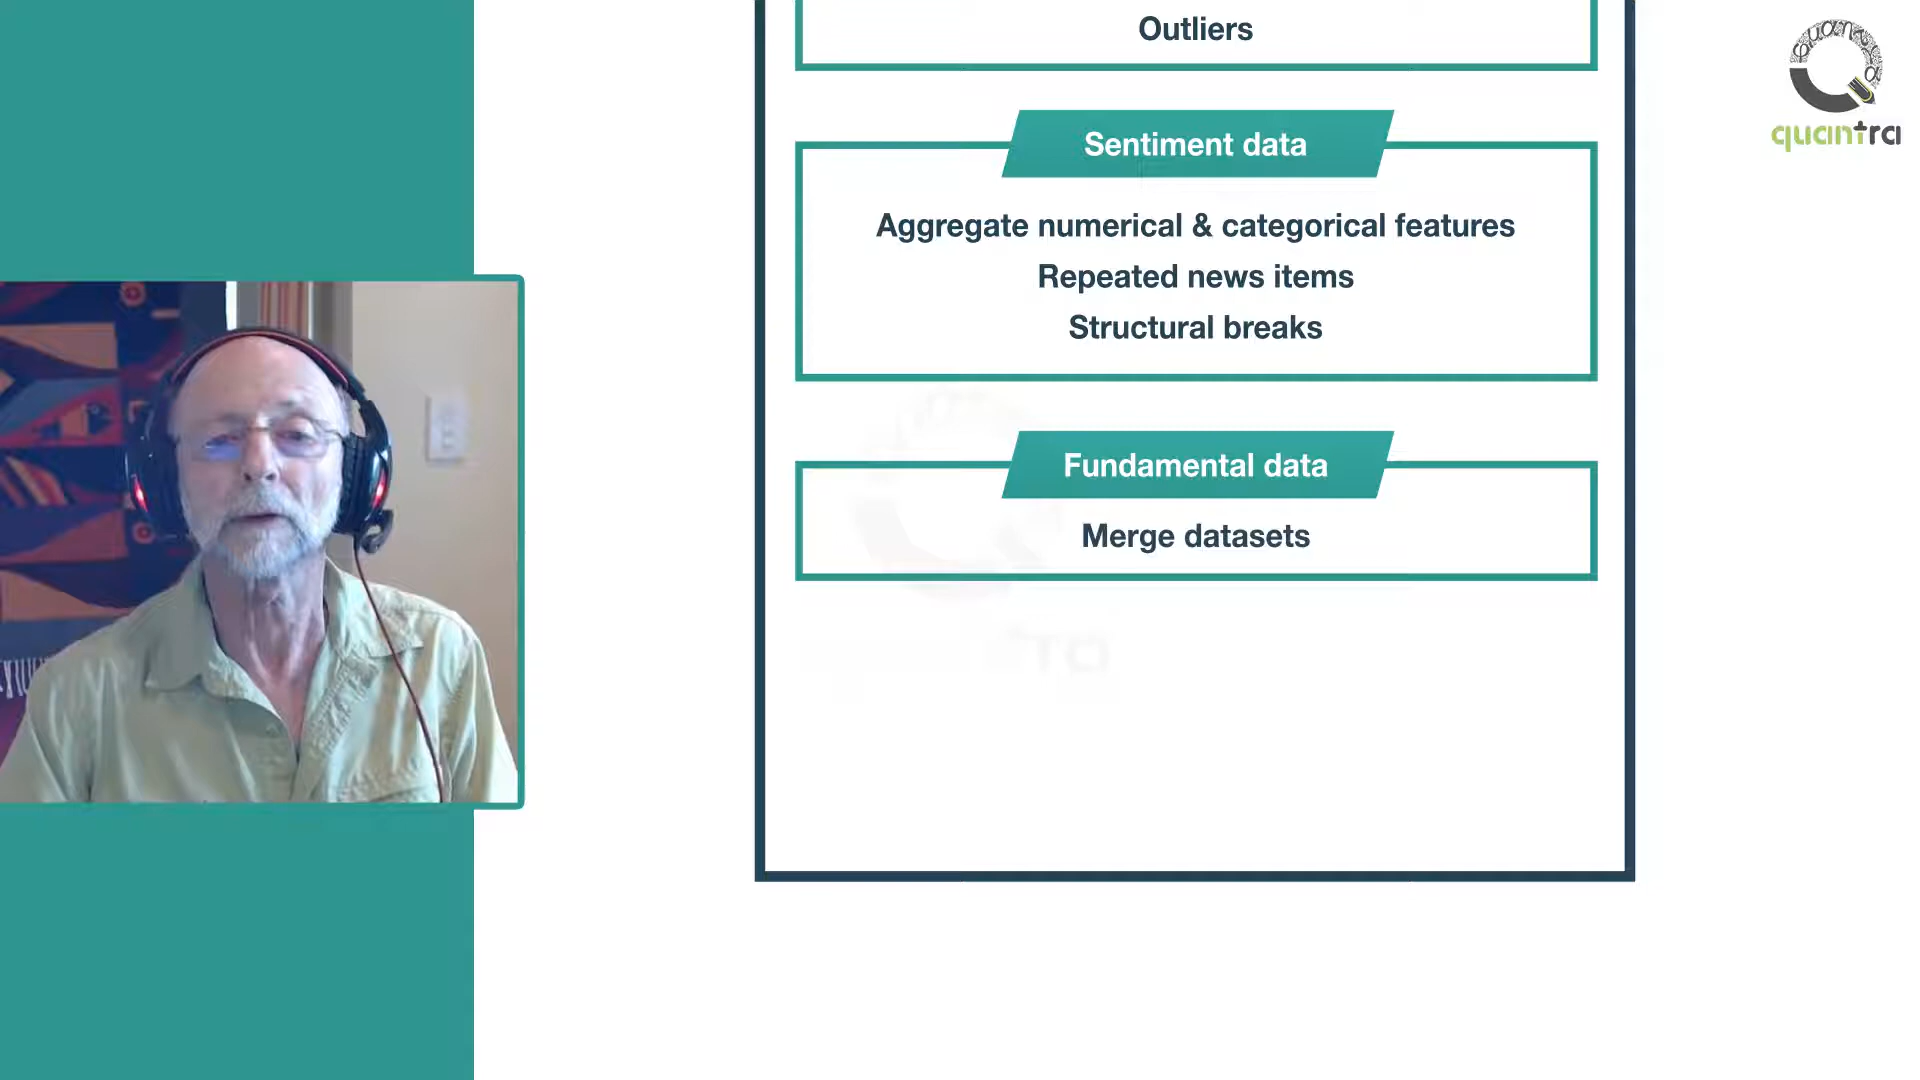 Outliers
Sentiment data
Aggregate numerical & categorical features
Repeated news items
Structural breaks
Fundamental data
Merge datasets
quantra